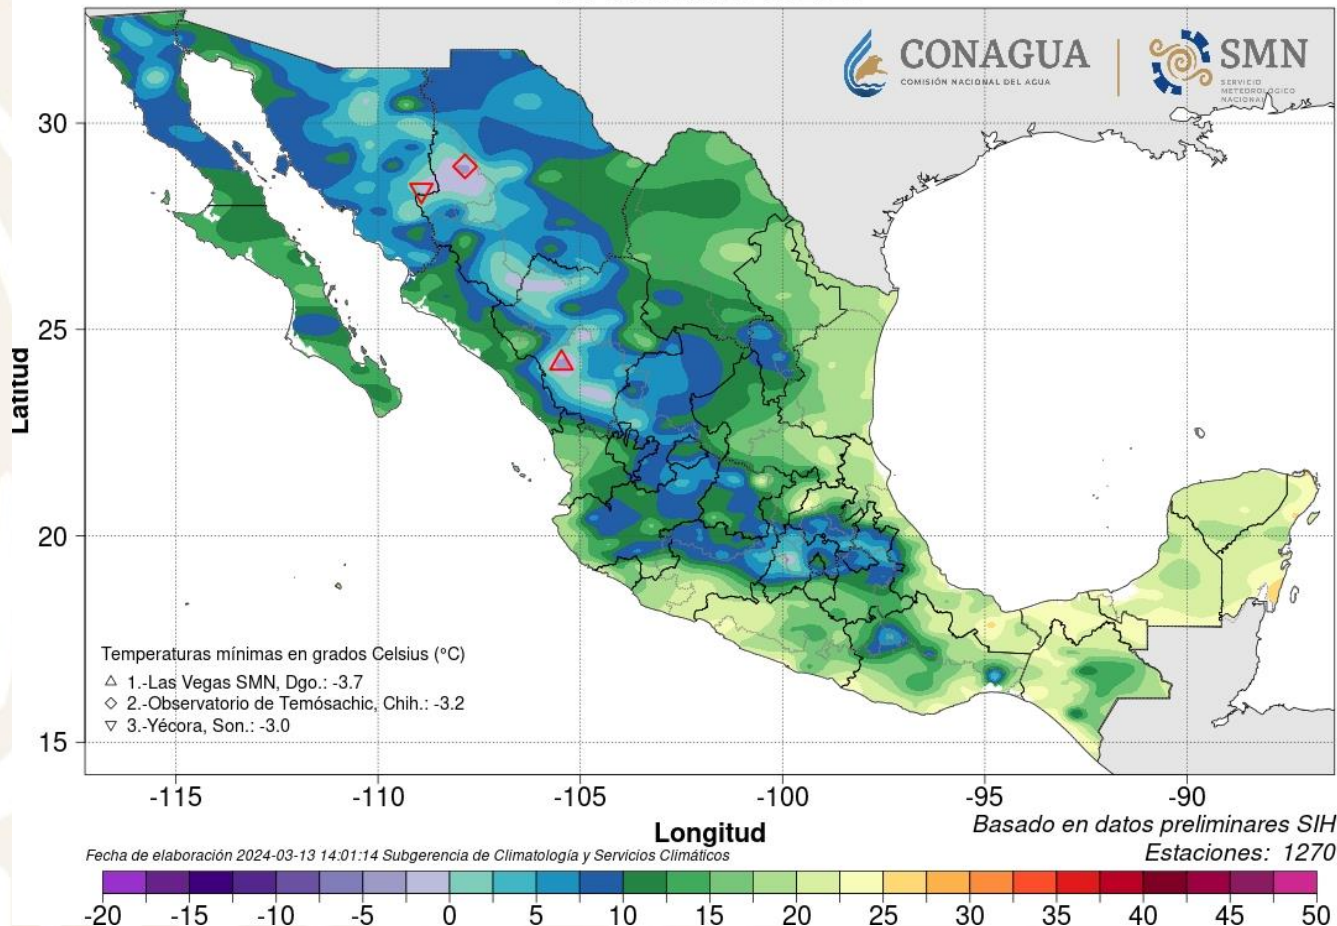 CONAGUA
COMISIÓN NACIONAL DEL AGUA
SMN
SERVICIO
METEOROLÓGICO
NACIONAL
30
25
20
15
Latitud
Temperaturas mínimas en grados Celsius (°C)
△ 1.-Las Vegas SMN, Dgo.: -3.7
◇ 2.-Observatorio de Temósachic, Chih.: -3.2
▽ 3.-Yécora, Son.: -3.0
-115 -110 -105 -100 -95 -90
Longitud
Basado en datos preliminares SIH
Fecha de elaboración 2024-03-13 14:01:14 Subgerencia de Climatología y Servicios Climáticos
Estaciones: 1270
-20 -15 -10 -5 0 5 10 15 20 25 30 35 40 45 50